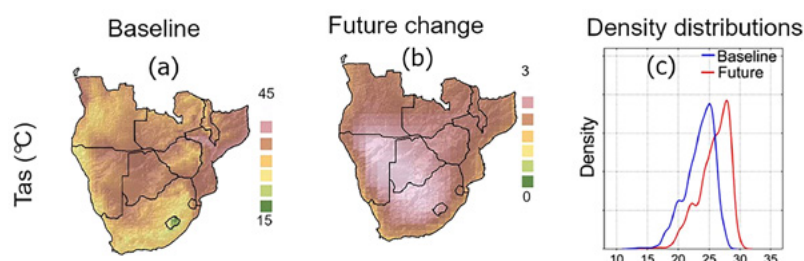 Baseline
Future change
Density distributions
(a)
(b)
(c)
Baseline
Future
45
15
3
0
Tas (°C)
Density
10 15 20 25 30 35